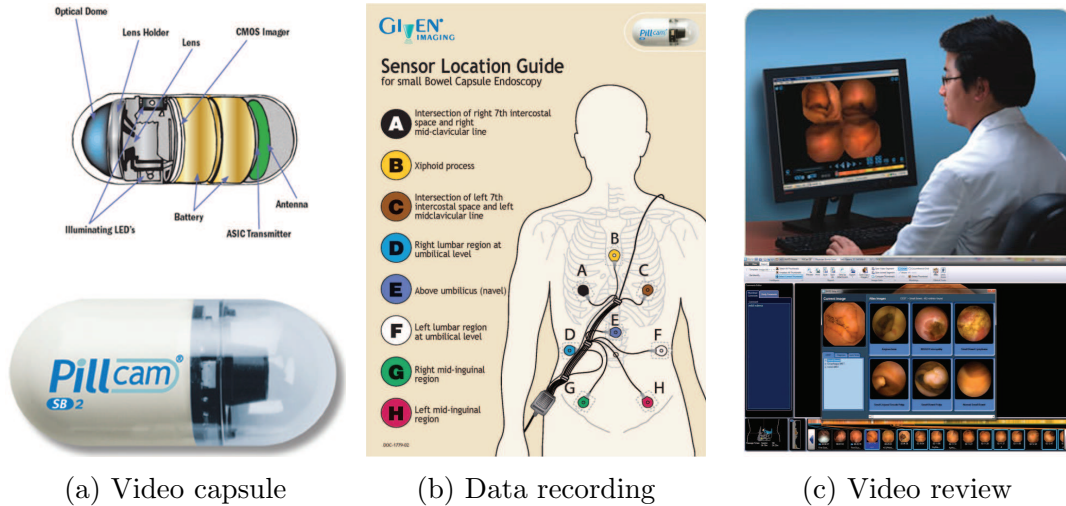 Optical Dome
Lens Holder
Lens
CMOS Imager
Illuminating LED's
Battery
ASIC Transmitter
Antenna
Pillcam®
SB 2
(a) Video capsule
GIVEN®
IMAGING
Pillcam
Sensor Location Guide
for small Bowel Capsule Endoscopy
A
Intersection of right 7th intercostal
space and right
mid-clavicular line
B
Xiphoid process
C
Intersection of left 7th
intercostal space and left
midclavicular line
D
Right lumbar region at
umbilical level
E
Above umbilicus (navel)
F
Left lumbar region
at umbilical level
G
Right mid-inguinal
region
H
Left mid-inguinal
region
B
A
C
E
D
F
G
H
(b) Data recording
(c) Video review